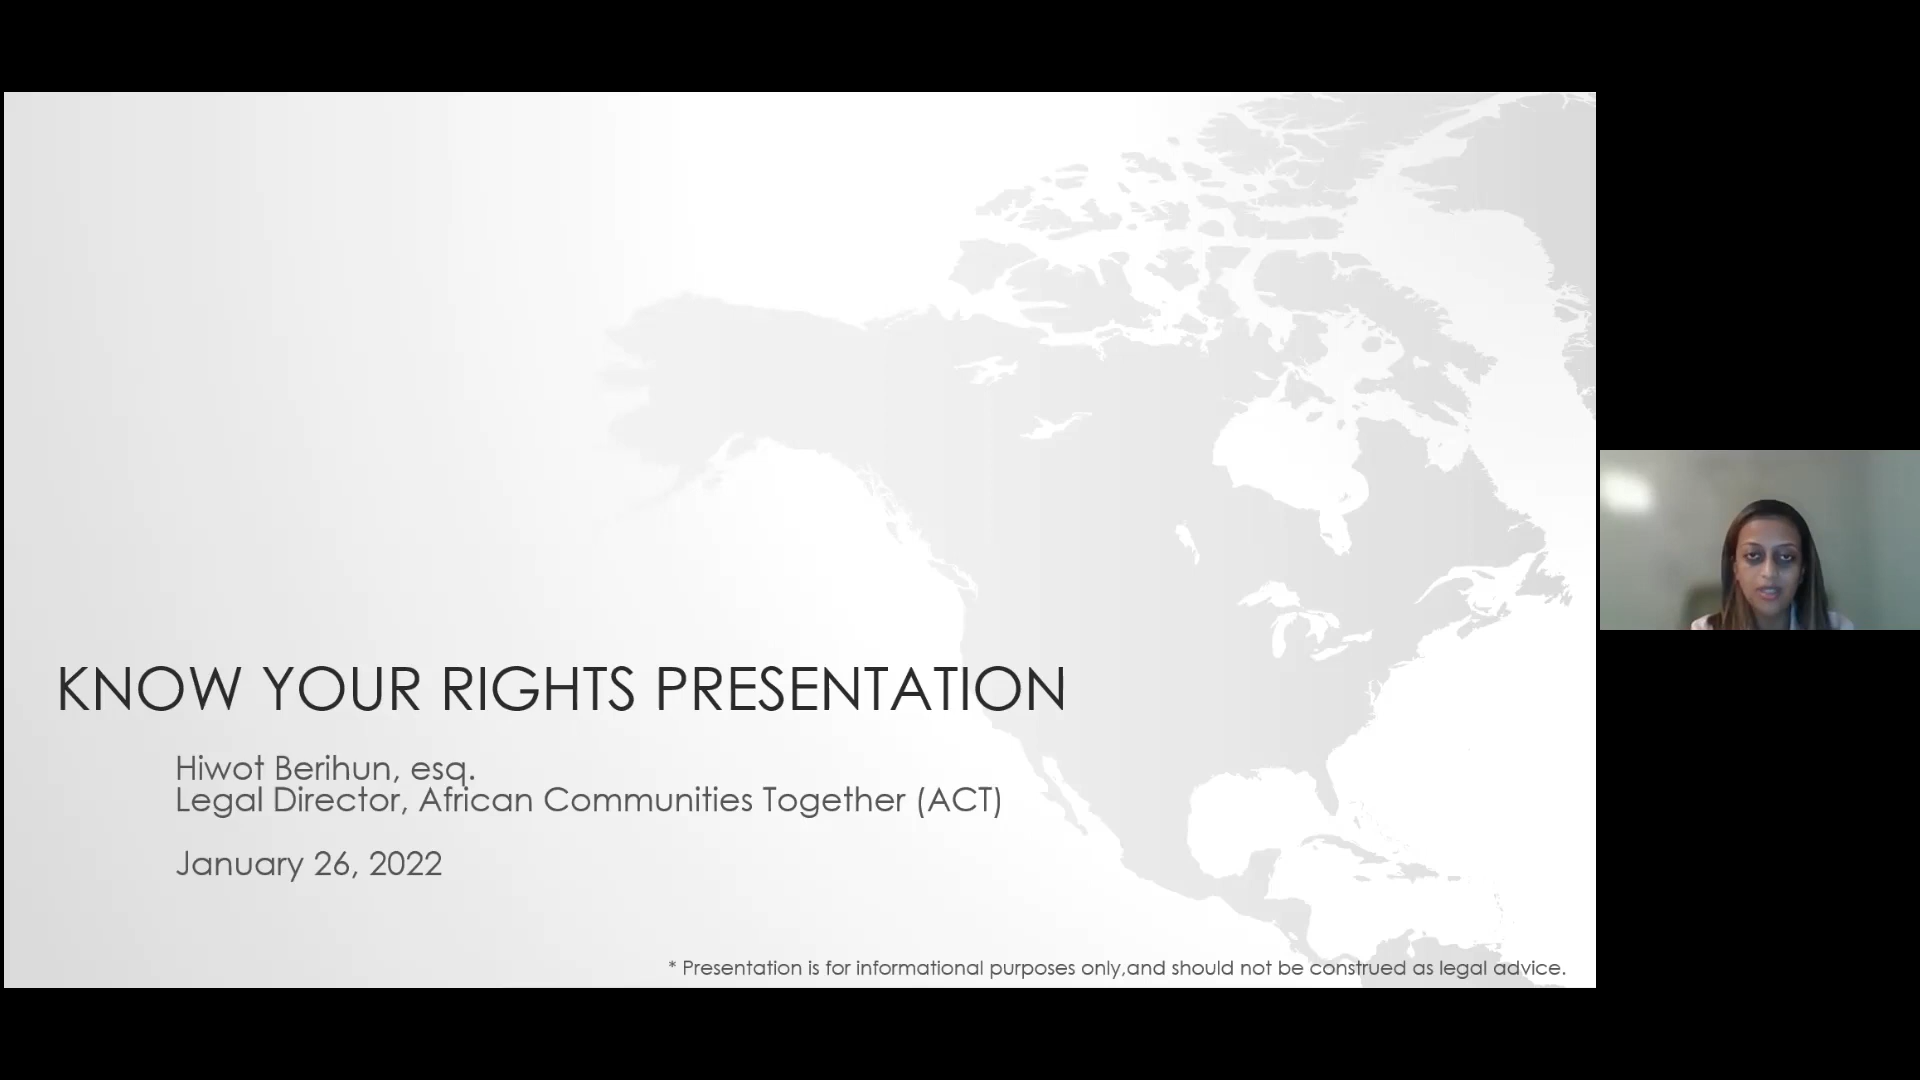 KNOW YOUR RIGHTS PRESENTATION
Hiwot Berihun, esq.
Legal Director, African Communities Together (ACT)
January 26, 2022
* Presentation is for informational purposes only,and should not be construed as legal advice.